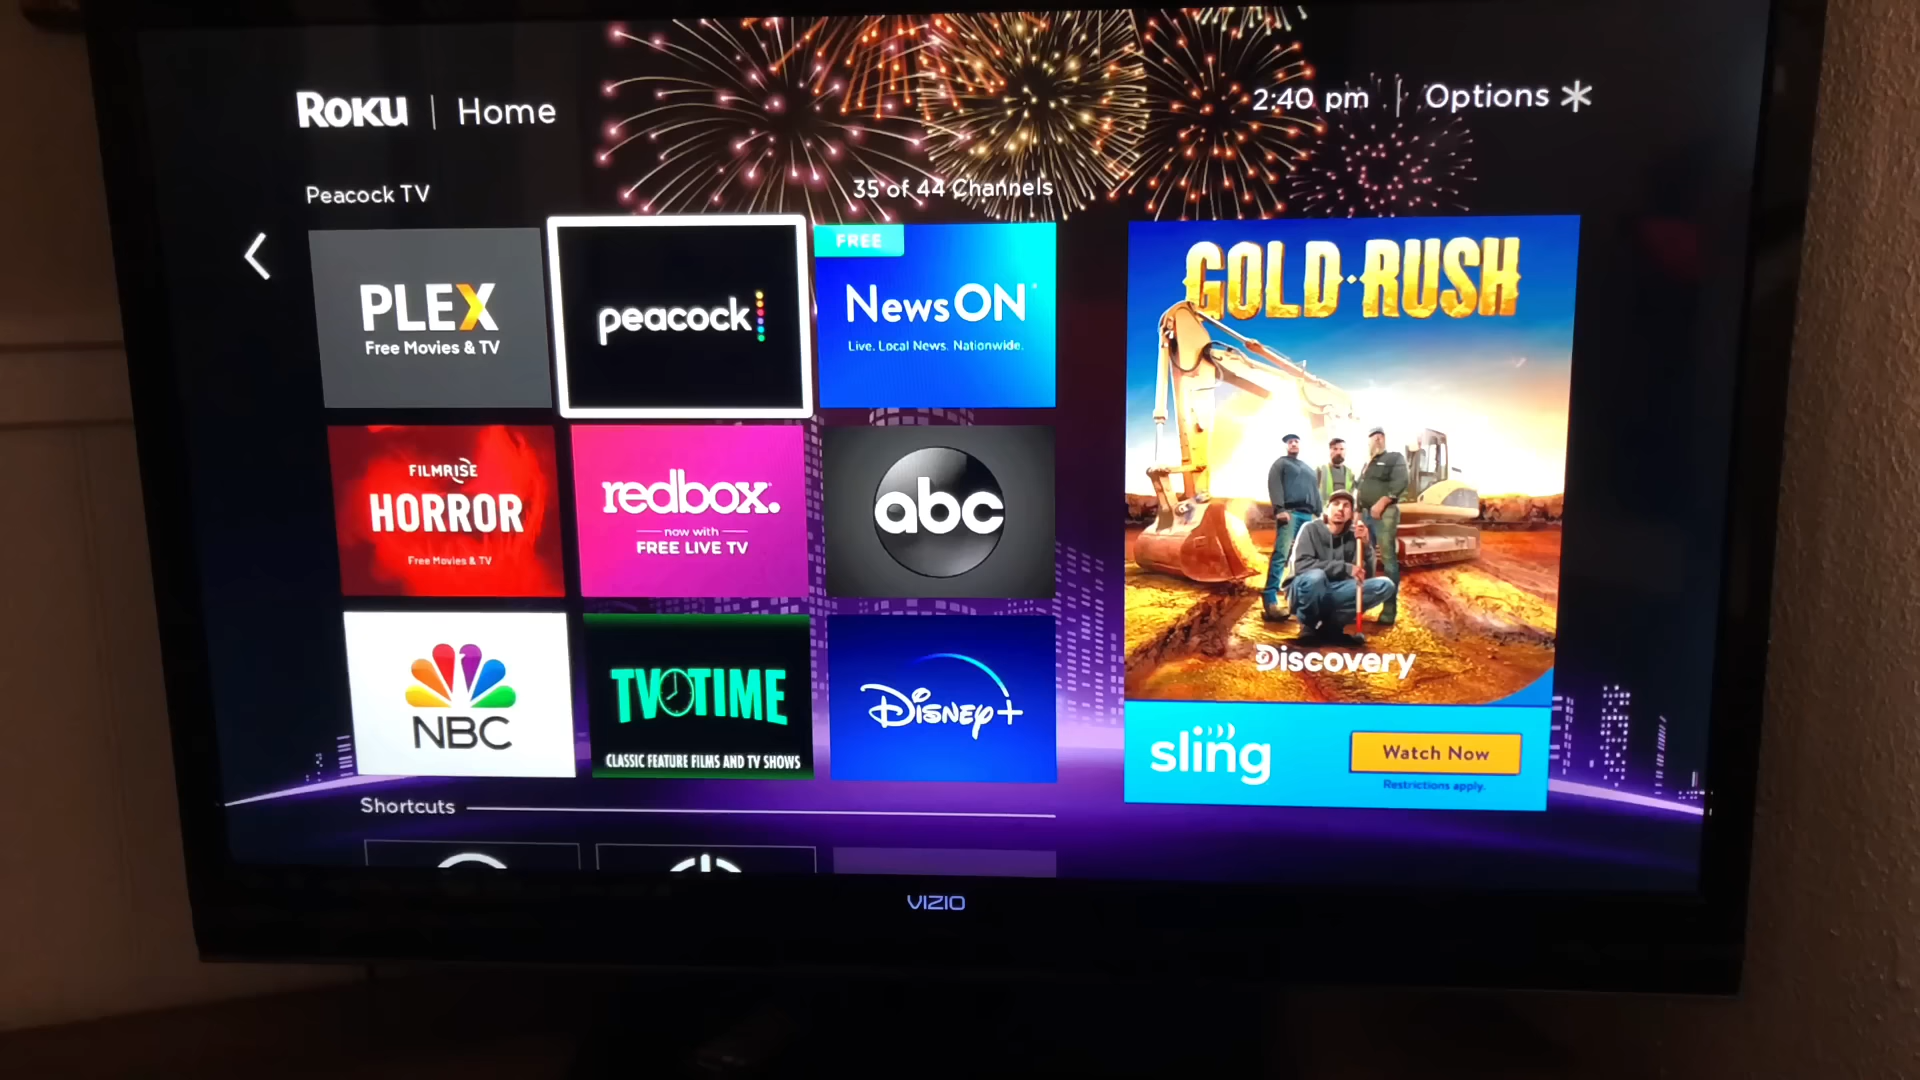 Roku | Home
2:40 pm | Options
Peacock TV
35 of 44 Channels
PLEX
Free Movies & TV
peacock
FREE
NewsON
Live. Local News. Nationwide.
GOLD·RUSH
FILMRISE
HORROR
Free Movies & TV
redbox.
now with
FREE LIVE TV
abc
NBC
TV TIME
CLASSIC FEATURE FILMS AND TV SHOWS
Disney+
Discovery
sling
Watch Now
Restrictions apply.
Shortcuts
VIZIO